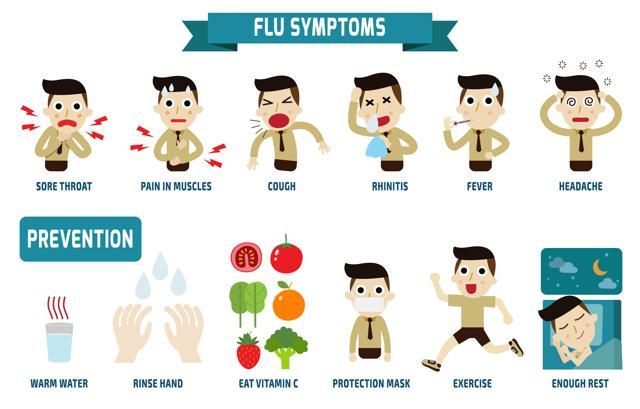 FLU SYMPTOMS
SORE THROAT
PAIN IN MUSCLES
COUGH
RHINITIS
FEVER
HEADACHE
PREVENTION
WARM WATER
RINSE HAND
EAT VITAMIN C
PROTECTION MASK
EXERCISE
ENOUGH REST